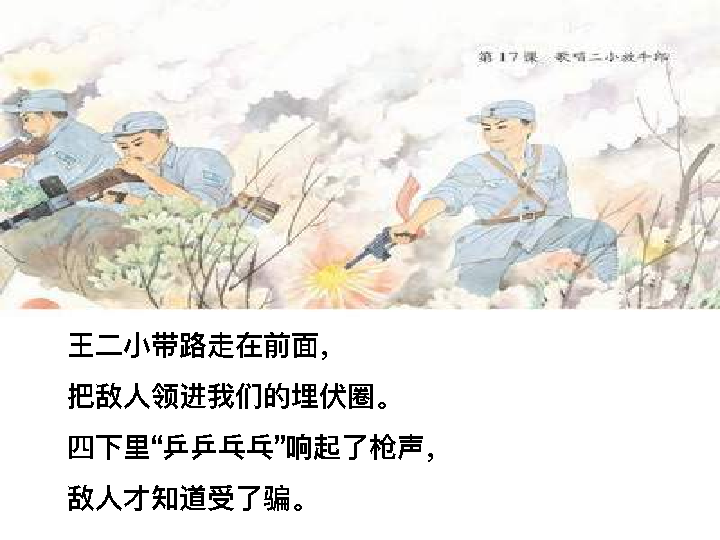 第17课 歌唱二小放牛郎
王二小带路走在前面，
把敌人领进我们的埋伏圈。
四下里“乒乒乓乓”响起了枪声，
敌人才知道受了骗。